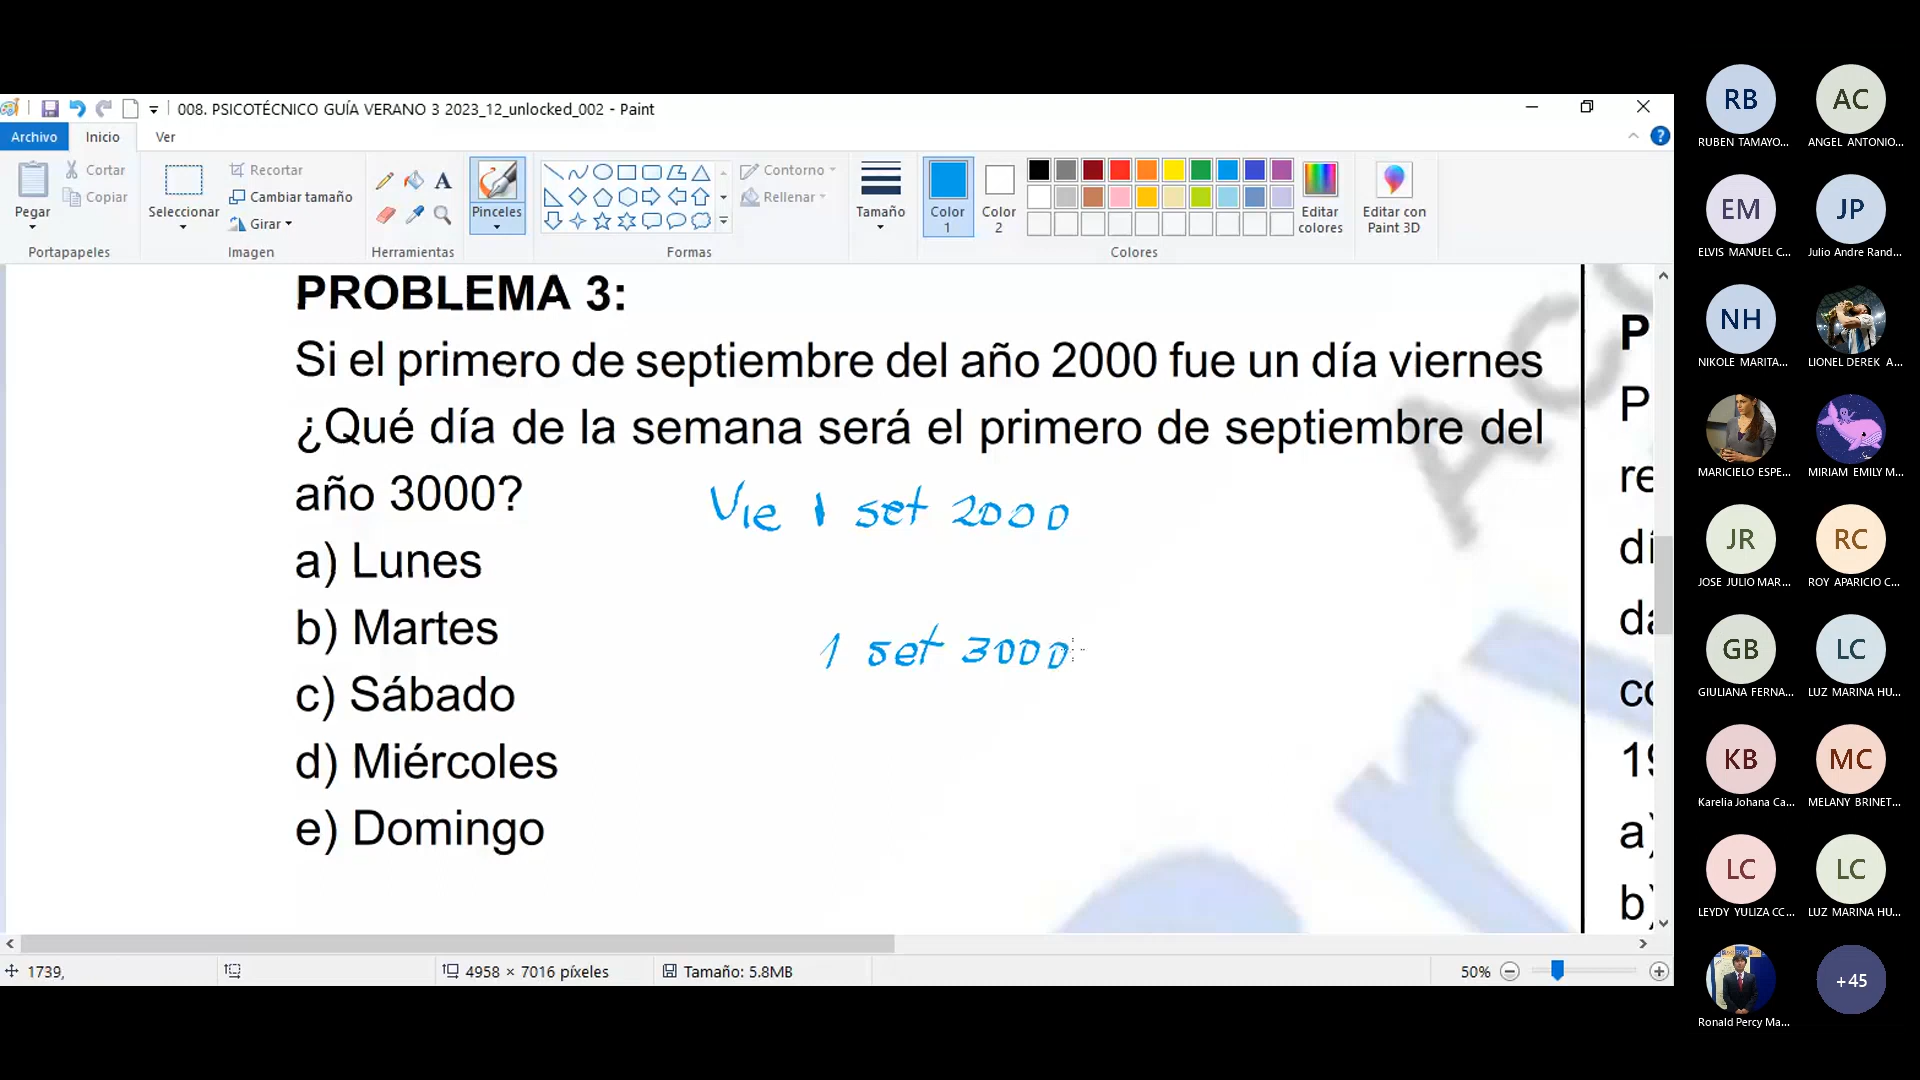 008. PSICOTÉCNICO GUÍA VERANO 3 2023_12_unlocked_002 - Paint
Archivo Inicio Ver
Pegar
Cortar
Copiar
Portapapeles
Seleccionar
Recortar
Cambiar tamaño
Girar
Imagen
A
Herramientas
Pinceles
Contorno
Rellenar
Formas
Tamaño
Color 1
Color 2
Editar colores
Editar con Paint 3D
Colores
PROBLEMA 3:
Si el primero de septiembre del año 2000 fue un día viernes
¿Qué día de la semana será el primero de septiembre del
año 3000?
Vie 1 set 2000
a) Lunes
b) Martes
1 set 3000
c) Sábado
d) Miércoles
e) Domingo
P
P
re
dí
19
a)
b)
1739,
4958 × 7016 píxeles
Tamaño: 5.8MB
50%
RB
RUBEN TAMAYO...
AC
ANGEL ANTONIO...
EM
ELVIS MANUEL C...
JP
Julio Andre Rand...
NH
NIKOLE MARITA...
LIONEL DEREK A...
MARICIELO ESPE...
MIRIAM EMILY M...
JR
JOSE JULIO MAR...
RC
ROY APARICIO C...
GB
GIULIANA FERNA...
LC
LUZ MARINA HU...
KB
Karelia Johana Ca...
MC
MELANY BRINET...
LC
LEYDY YULIZA CC...
LC
LUZ MARINA HU...
Ronald Percy Ma...
+45